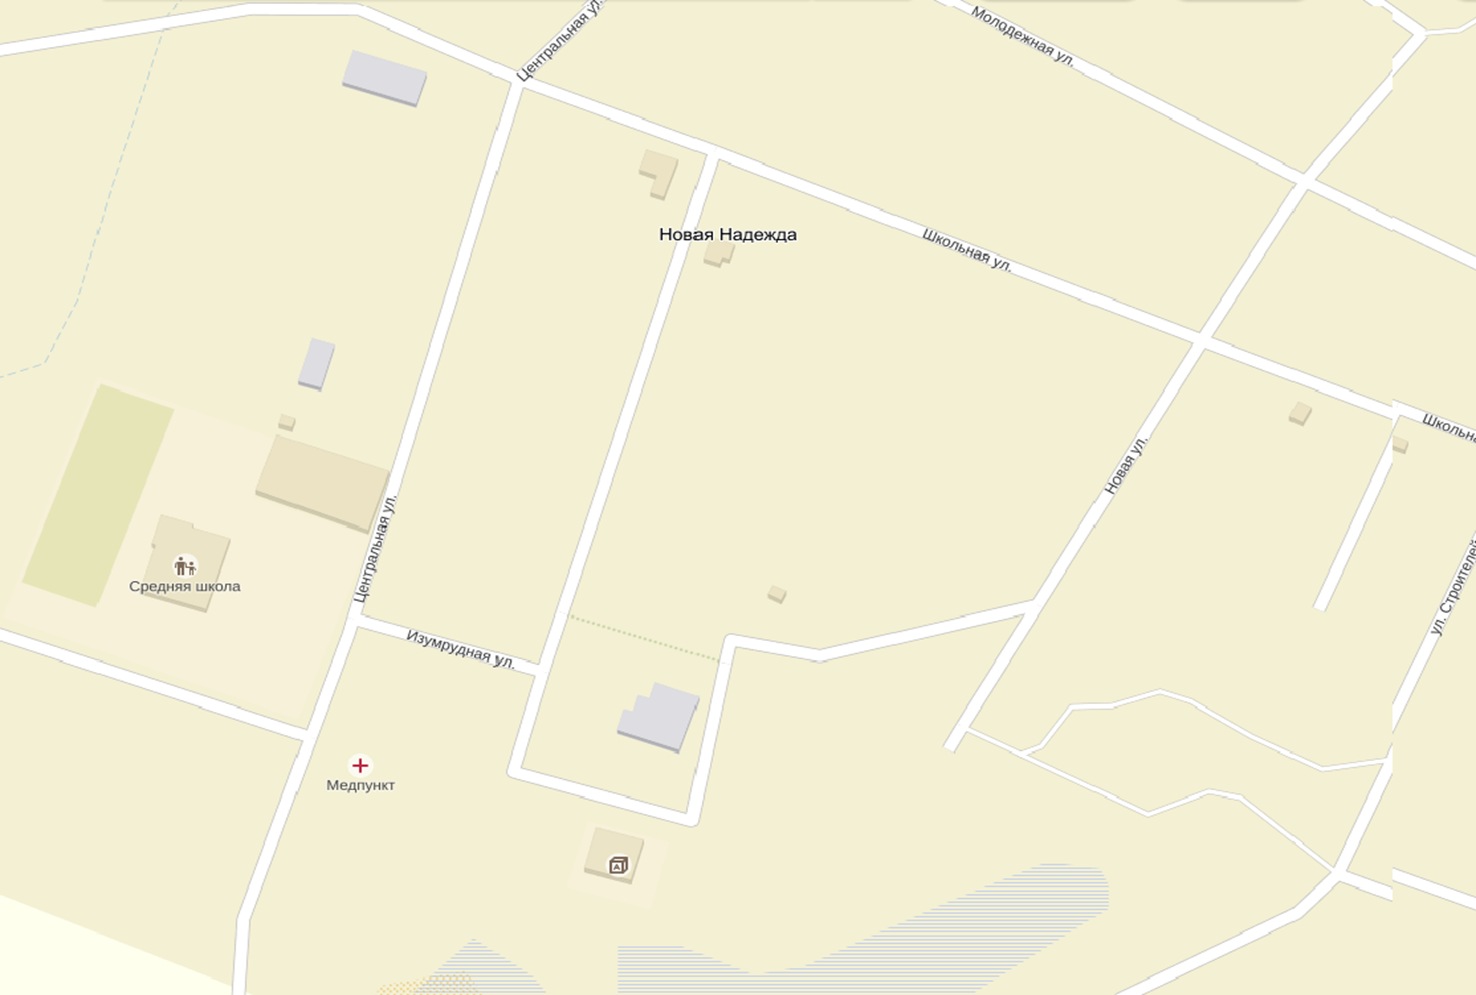 Центральная ул.
Молодежная ул.
Новая Надежда
Школьная ул.
Школьна
Новая ул.
Центральная ул.
Средняя школа
Изумрудная ул.
ул. Строителей
Медпункт